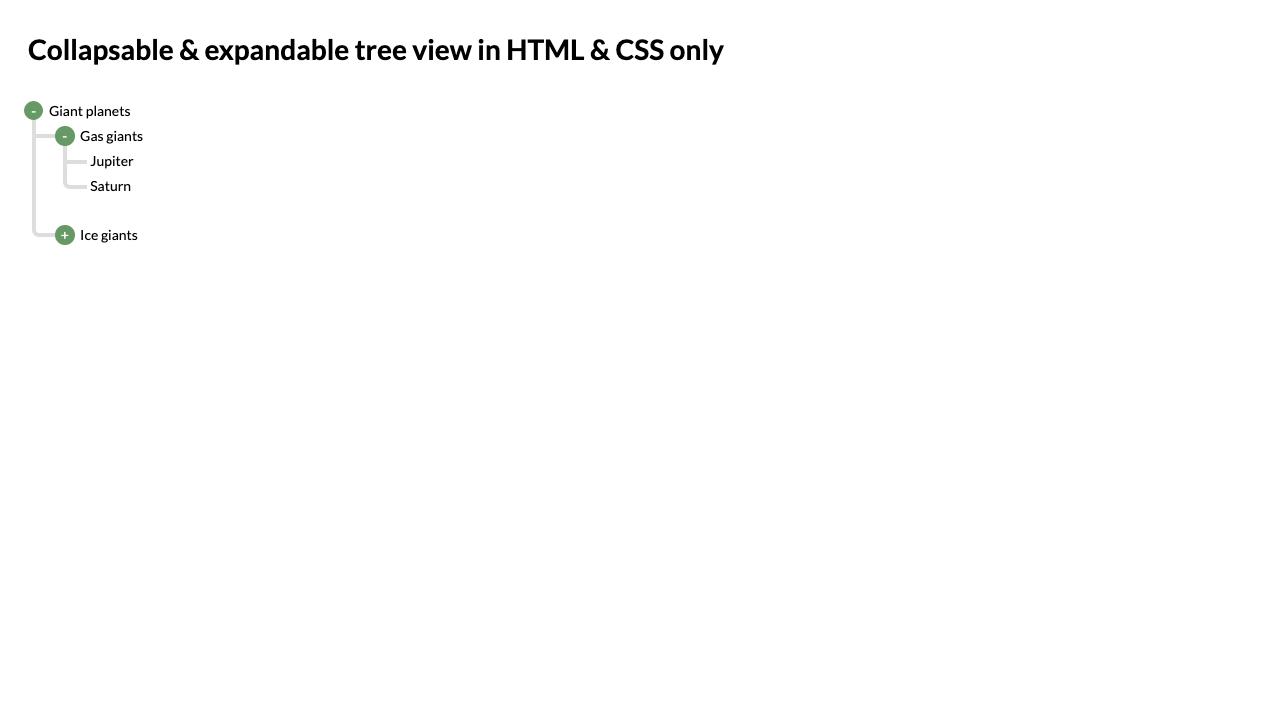 Collapsable & expandable tree view in HTML & CSS only
- Giant planets
- Gas giants
Jupiter
Saturn
+ Ice giants